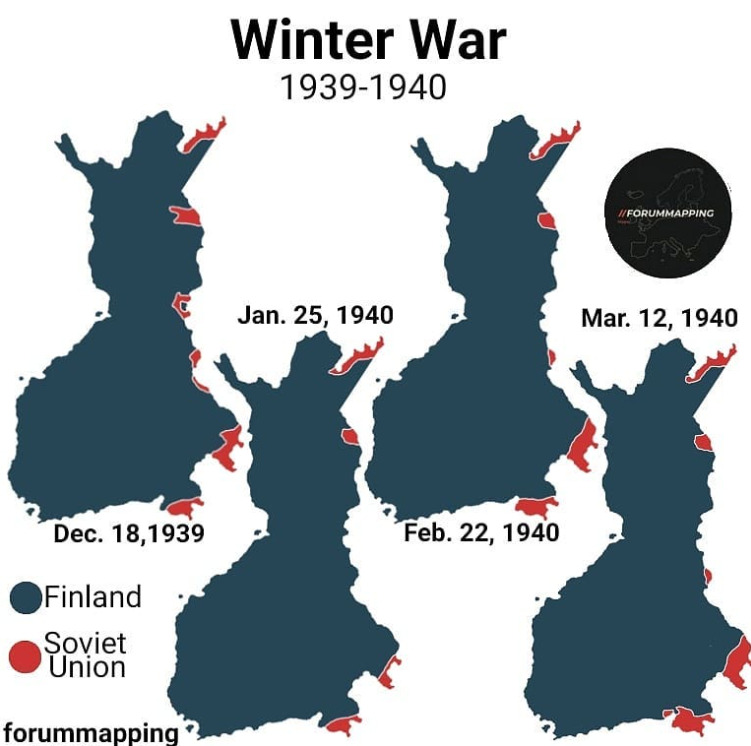 Winter War
1939-1940
//FORUMMAPPING
Jan. 25, 1940
Mar. 12, 1940
Dec. 18,1939
Feb. 22, 1940
Finland
Soviet
Union
forummapping